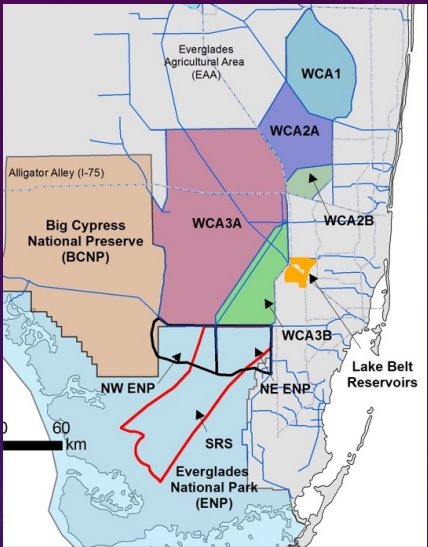 Everglades
Agricultural Area
(EAA)
WCA1
WCA2A
Alligator Alley (I-75)
WCA3A
WCA2B
Big Cypress
National Preserve
(BCNP)
WCA3B
Lake Belt
Reservoirs
NW ENP
NE ENP
0 60
km
SRS
Everglades
National Park
(ENP)